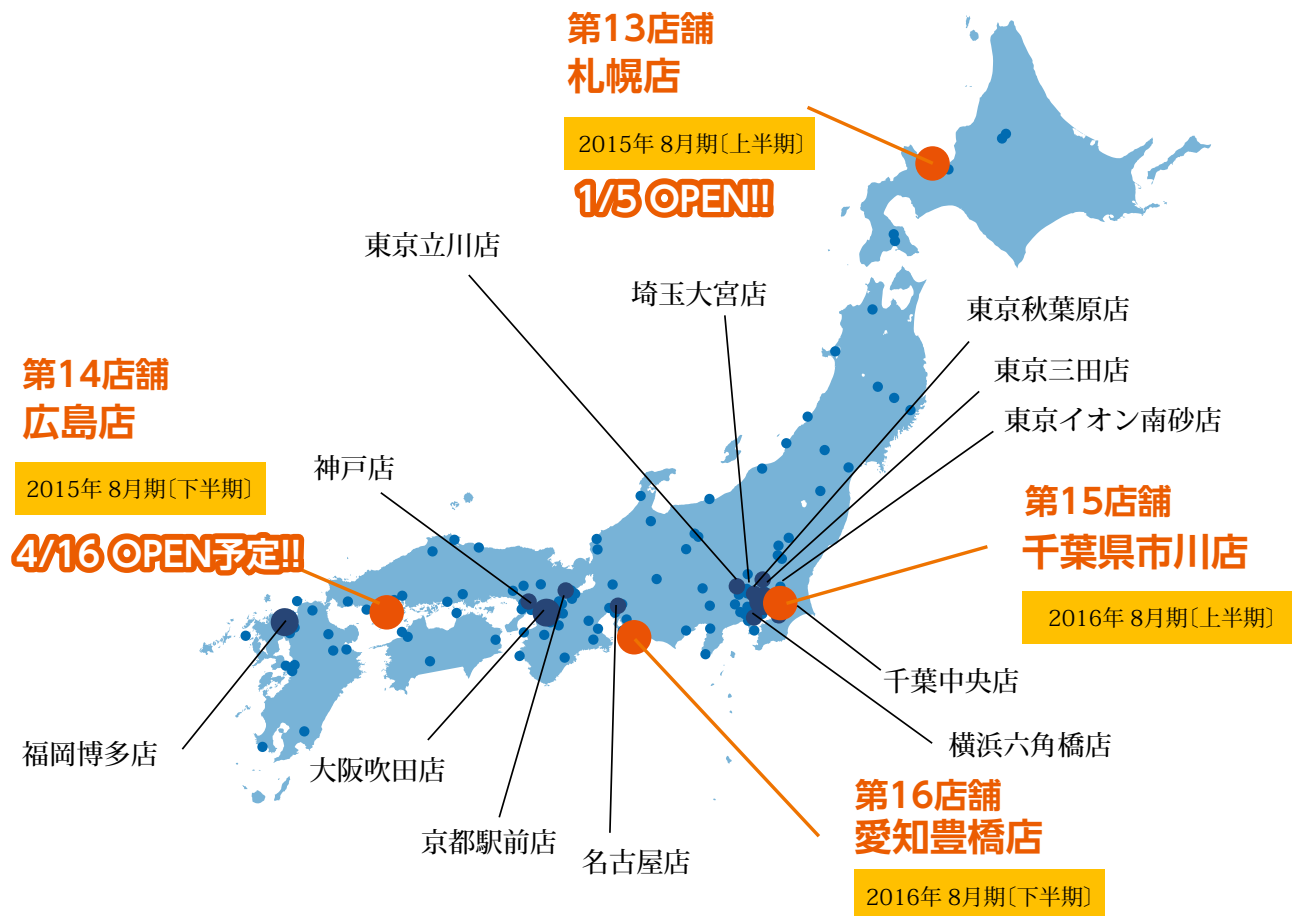 第13店舗
札幌店
2015年 8月期〔上半期〕
1/5 OPEN!!
東京立川店
埼玉大宮店
東京秋葉原店
東京三田店
東京イオン南砂店
第14店舗
広島店
2015年 8月期〔下半期〕
4/16 OPEN予定!!
神戸店
第15店舗
千葉県市川店
2016年 8月期〔上半期〕
千葉中央店
横浜六角橋店
福岡博多店
大阪吹田店
京都駅前店
名古屋店
第16店舗
愛知豊橋店
2016年 8月期〔下半期〕